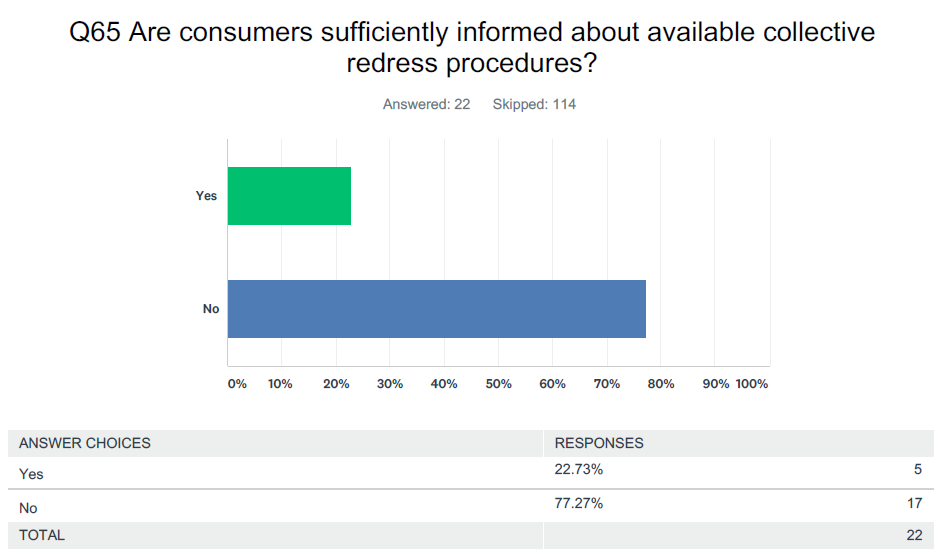 Q65 Are consumers sufficiently informed about available collective
redress procedures?
Answered: 22 Skipped: 114
Yes
No
0% 10% 20% 30% 40% 50% 60% 70% 80% 90% 100%
ANSWER CHOICES RESPONSES
Yes 22.73% 5
No 77.27% 17
TOTAL 22